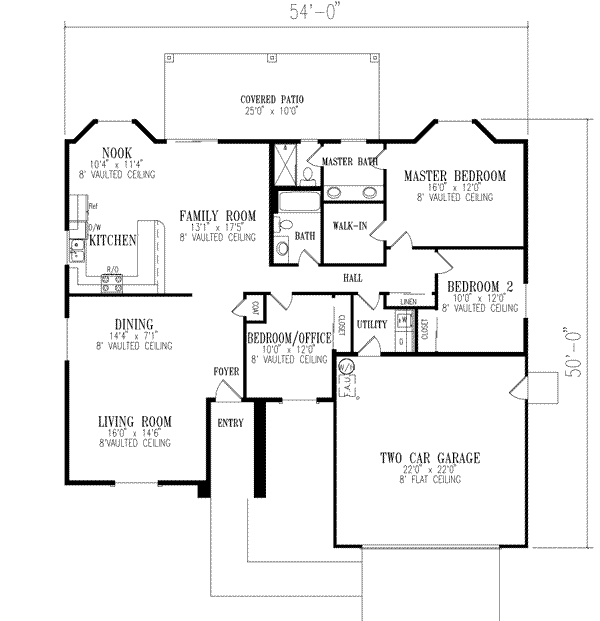 54'-0"
COVERED PATIO
25'0" x 10'0"
NOOK
10'4" x 11'4"
8' VAULTED CEILING
MASTER BATH
MASTER BEDROOM
16'0" x 12'0"
8' VAULTED CEILING
Ref
D/W
KITCHEN
R/O
FAMILY ROOM
13'1" x 17'5"
8' VAULTED CEILING
BATH
WALK-IN
HALL
BEDROOM 2
10'0" x 12'0"
8' VAULTED CEILING
LINEN
COAT
DINING
14'4" x 7'1"
8' VAULTED CEILING
BEDROOM/OFFICE
10'0" x 12'0"
8' VAULTED CEILING
CLOSET
UTILITY
W
D
CLOSET
50'-0"
FOYER
W/H
F.A.U.
ENTRY
LIVING ROOM
16'0" x 14'6"
8'VAULTED CEILING
TWO CAR GARAGE
22'0" x 22'0"
8' FLAT CEILING